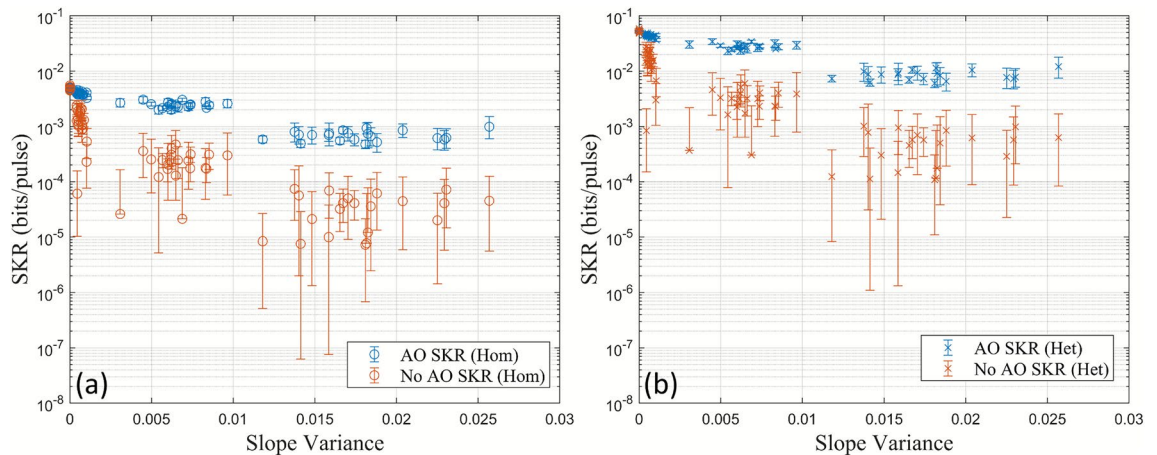 10⁻¹
10⁻²
10⁻³
10⁻⁴
10⁻⁵
10⁻⁶
10⁻⁷
10⁻⁸
SKR (bits/pulse)
AO SKR (Hom)
No AO SKR (Hom)
(a)
0 0.005 0.01 0.015 0.02 0.025 0.03
Slope Variance
10⁻¹
10⁻²
10⁻³
10⁻⁴
10⁻⁵
10⁻⁶
10⁻⁷
10⁻⁸
SKR (bits/pulse)
AO SKR (Het)
No AO SKR (Het)
(b)
0 0.005 0.01 0.015 0.02 0.025 0.03
Slope Variance